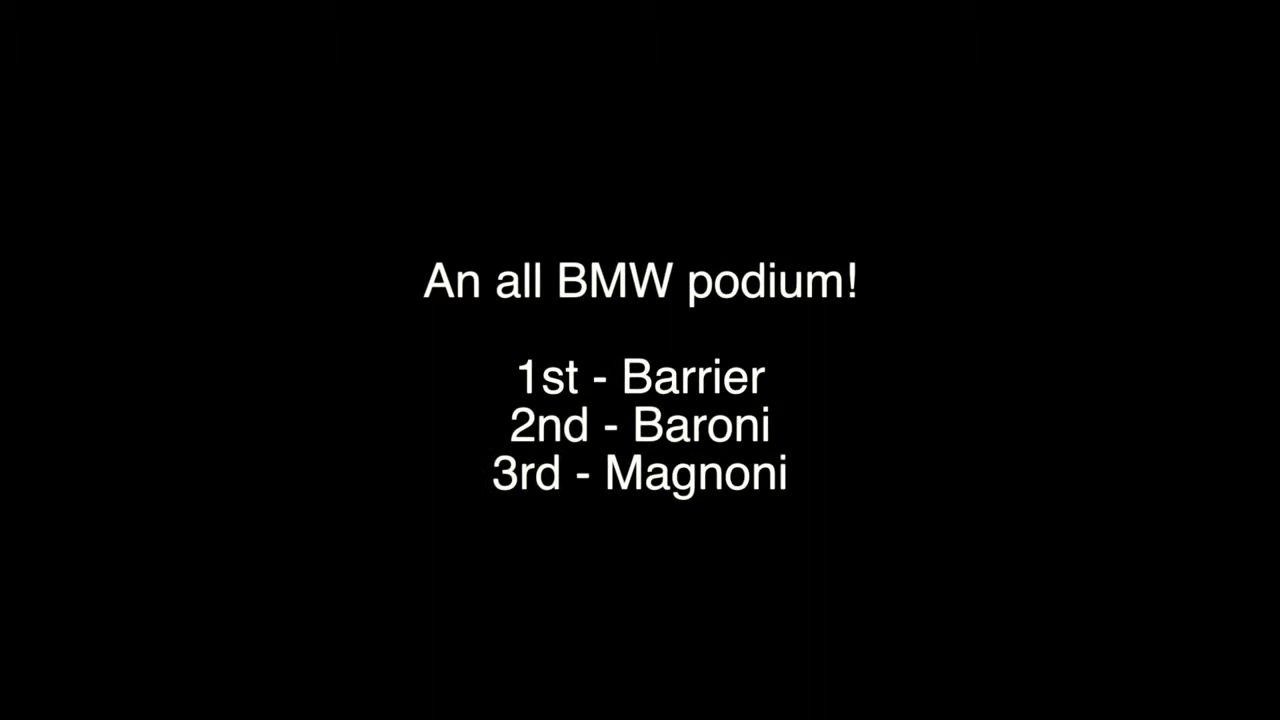 An all BMW podium!
1st - Barrier
2nd - Baroni
3rd - Magnoni